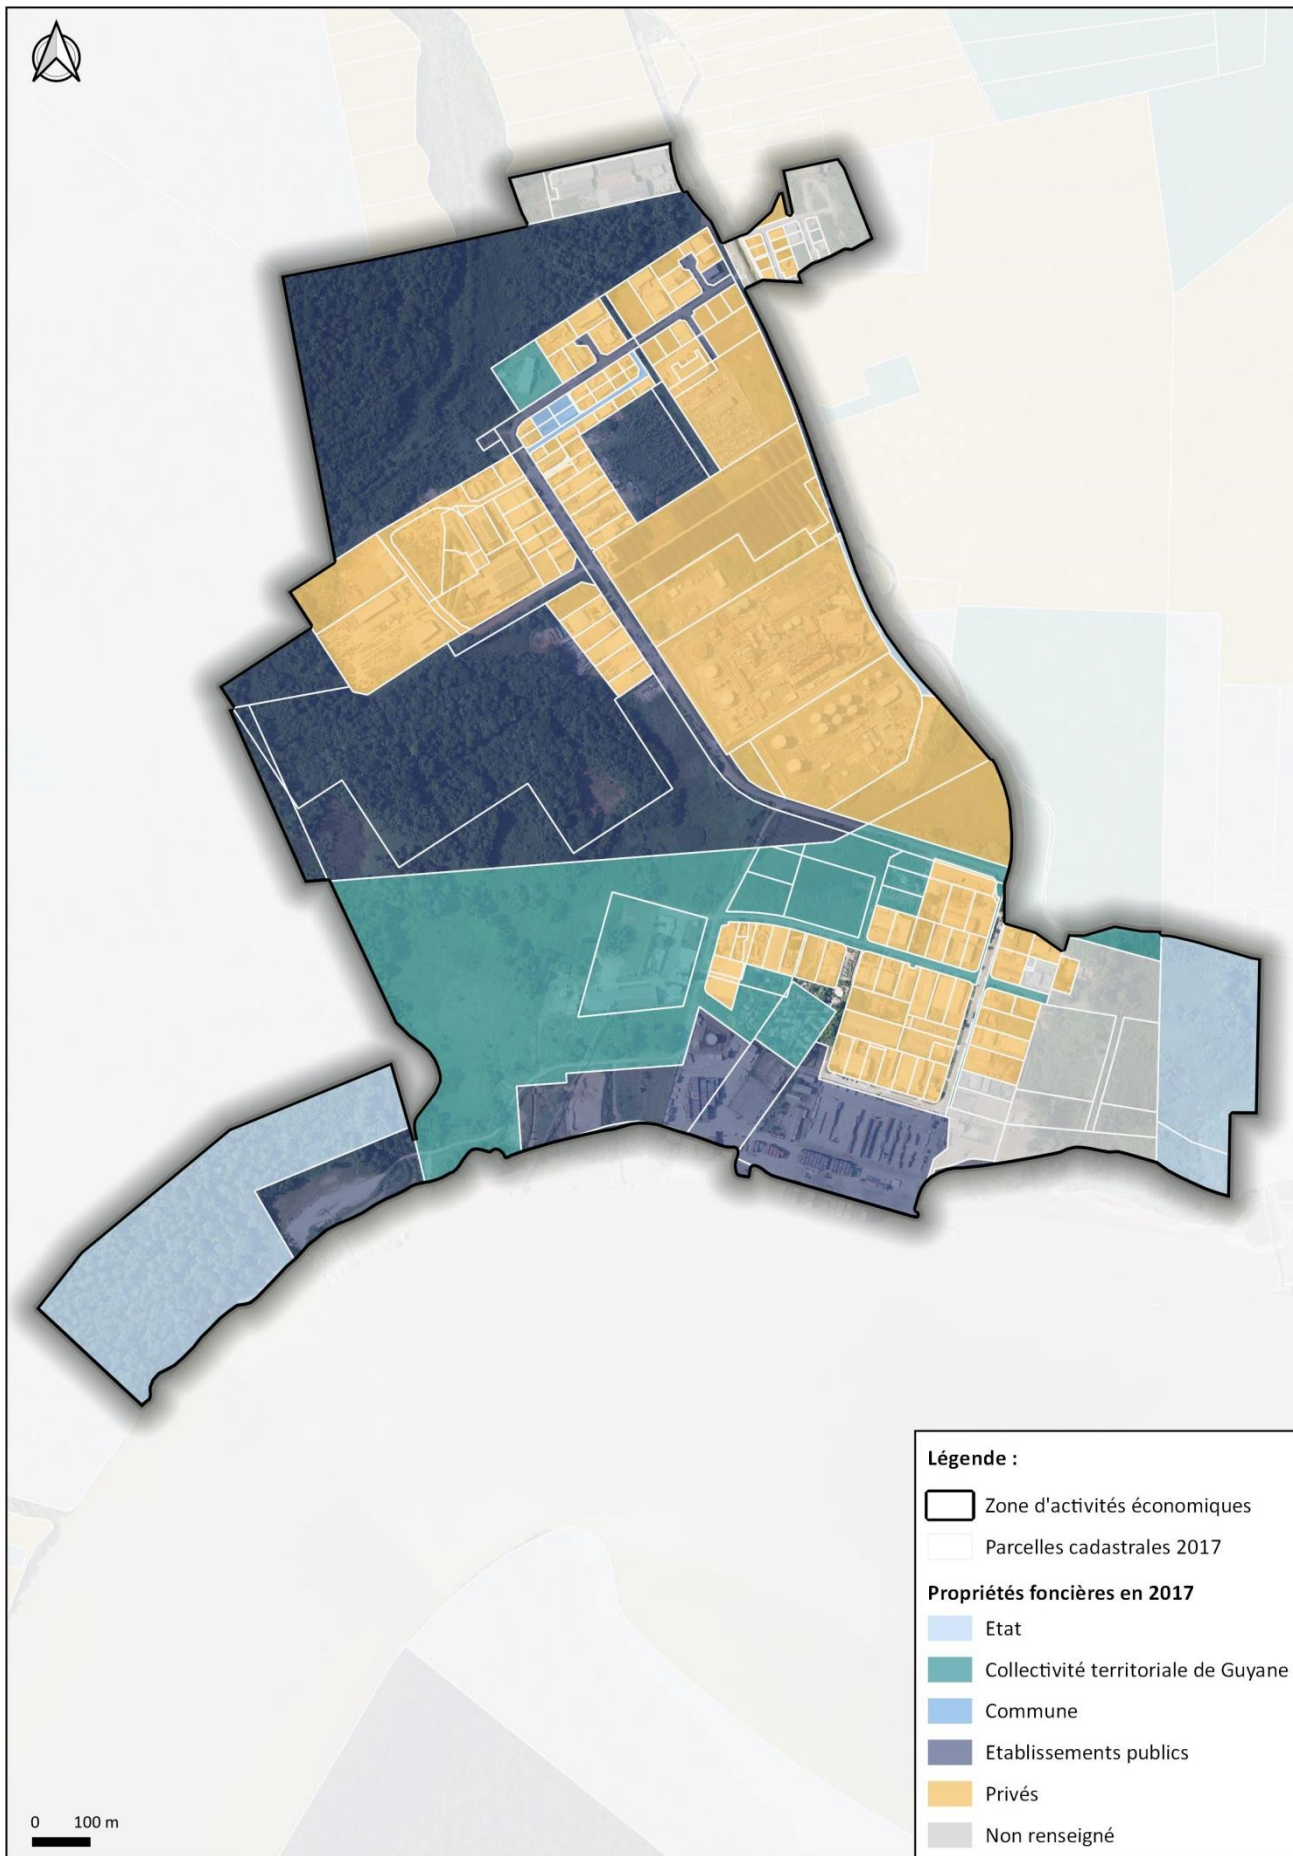 Légende :
Zone d'activités économiques
Parcelles cadastrales 2017
Propriétés foncières en 2017
Etat
Collectivité territoriale de Guyane
Commune
Etablissements publics
Privés
Non renseigné
0 100 m